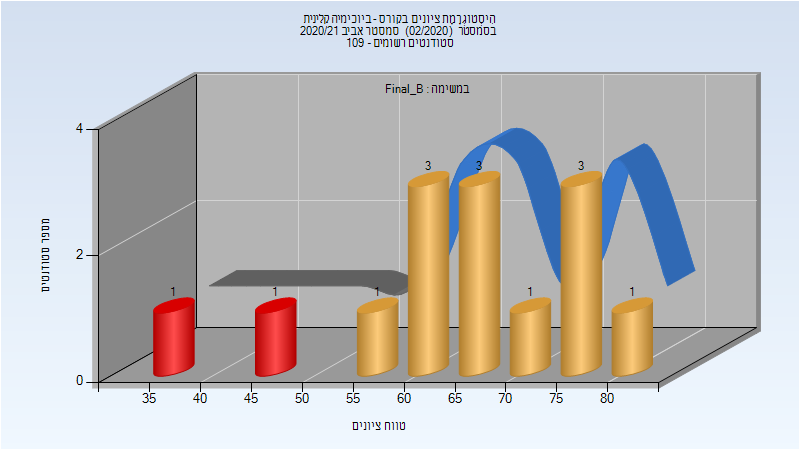 היסטוגרמת ציונים בקורס - ביוכימיה קלינית
בסמסטר (02/2020) סמסטר אביב 2020/21
סטודנטים רשומים - 109
במשימה : Final_B
מספר סטודנטים
4
2
0
1
1
1
3
3
1
3
1
35 40 45 50 55 60 65 70 75 80
טווח ציונים